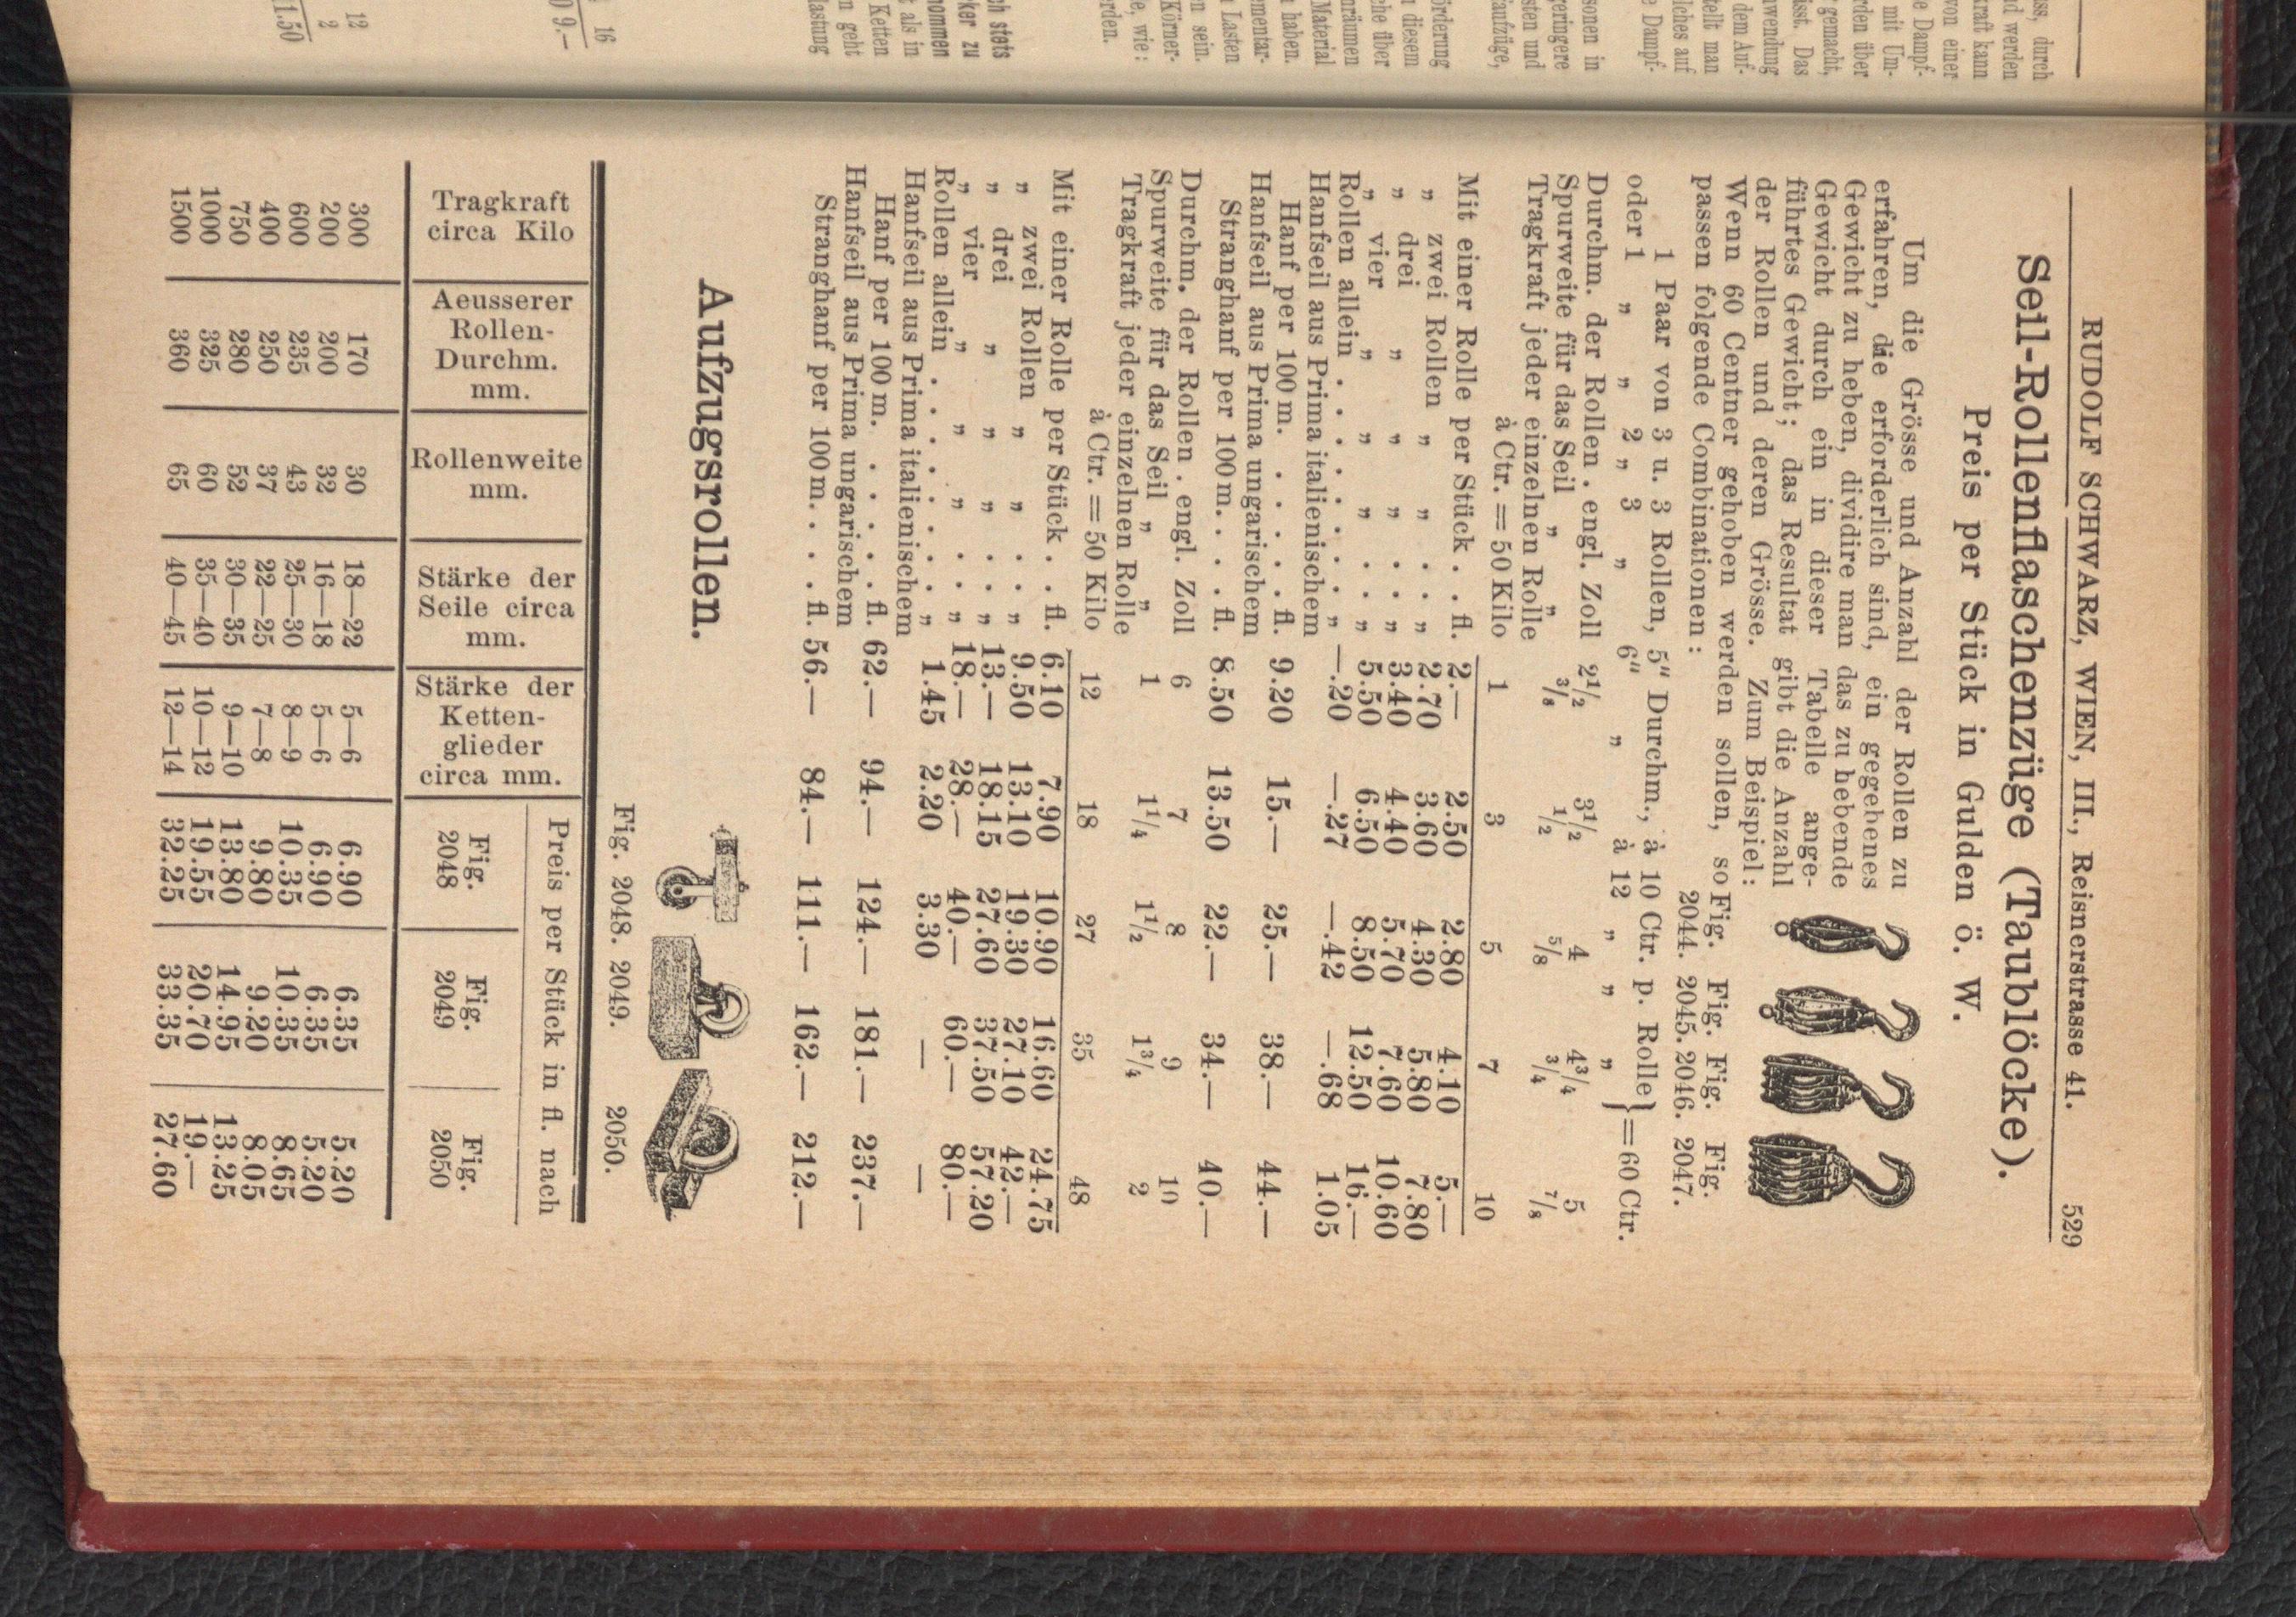 RUDOLF SCHWARZ, WIEN, III., Reisnerstrasse 41. 529
Seil-Rollenflaschenzüge (Taublöcke).
Preis per Stück in Gulden ö. W.
Um die Grösse und Anzahl der Rollen zu
erfahren, die erforderlich sind, ein gegebenes
Gewicht zu heben, dividire man das zu hebende
Gewicht durch ein in dieser Tabelle ange-
führtes Gewicht; das Resultat gibt die Anzahl
der Rollen und deren Grösse. Zum Beispiel:
Wenn 60 Centner gehoben werden sollen, so
passen folgende Combinationen:
Fig. Fig. Fig. Fig.
2044. 2045. 2046. 2047.
1 Paar von 3 u. 3 Rollen, 5" Durchm., à 10 Ctr. p. Rolle
oder 1 „ „ 2 „ 3 „ 6" „ à 12 „ „ „ } = 60 Ctr.
Durchm. der Rollen . engl. Zoll 2½ 3½ 4 4¾ 5
Spurweite für das Seil „ „ ⅜ ½ ⅝ ¾ ⅞
Tragkraft jeder einzelnen Rolle
à Ctr. = 50 Kilo 1 3 5 7 10
Mit einer Rolle per Stück . . fl. 2.— 2.50 2.80 4.10 5.—
„ zwei Rollen „ „ . . „ 2.70 3.60 4.30 5.80 7.80
„ drei „ „ „ . . „ 3.40 4.40 5.70 7.60 10.60
„ vier „ „ „ . . „ 5.50 6.50 8.50 12.50 16.—
Rollen allein . . . . . . . „ —.20 —.27 —.42 —.68 1.05
Hanfseil aus Prima italienischem
Hanf per 100 m. . . . . . fl. 9.20 15.— 25.— 38.— 44.—
Hanfseil aus Prima ungarischem
Stranghanf per 100 m. . . . fl. 8.50 13.50 22.— 34.— 40.—
Durchm. der Rollen . engl. Zoll 6 7 8 9 10
Spurweite für das Seil „ „ 1 1¼ 1½ 1¾ 2
Tragkraft jeder einzelnen Rolle
à Ctr. = 50 Kilo 12 18 27 35 48
Mit einer Rolle per Stück . . fl. 6.10 7.90 10.90 16.60 24.75
„ zwei Rollen „ „ . . „ 9.50 13.10 19.30 27.10 42.—
„ drei „ „ „ . . „ 13.— 18.15 27.60 37.50 57.20
„ vier „ „ „ . . „ 18.— 28.— 40.— 60.— 80.—
Rollen allein . . . . . . . „ 1.45 2.20 3.30 — —
Hanfseil aus Prima italienischem
Hanf per 100 m. . . . . . fl. 62.— 94.— 124.— 181.— 237.—
Hanfseil aus Prima ungarischem
Stranghanf per 100 m. . . . fl. 56.— 84.— 111.— 162.— 212.—
Aufzugsrollen.
Fig. 2048. 2049. 2050.
Tragkraft circa Kilo
Aeusserer Rollen-Durchm. mm.
Rollenweite mm.
Stärke der Seile circa mm.
Stärke der Ketten-glieder circa mm.
Preis per Stück in fl. nach
Fig. 2048 Fig. 2049 Fig. 2050
300 170 30 18—22 5—6 6.90 6.35 5.20
200 200 32 16—18 5—6 6.90 6.35 5.20
600 235 43 25—30 8—9 10.35 10.35 8.65
400 250 37 22—25 7—8 9.80 9.20 8.05
750 280 52 30—35 9—10 13.80 14.95 13.25
1000 325 60 35—40 10—12 19.55 20.70 19.—
1500 360 65 40—45 12—14 32.25 33.35 27.60